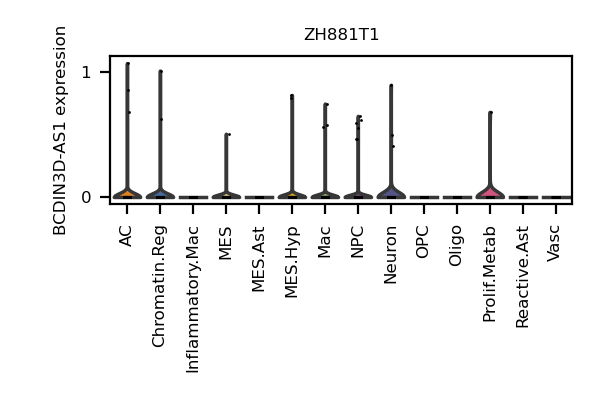 ZH881T1
BCDIN3D-AS1 expression
1
0
AC
Chromatin.Reg
Inflammatory.Mac
MES
MES.Ast
MES.Hyp
Mac
NPC
Neuron
OPC
Oligo
Prolif.Metab
Reactive.Ast
Vasc